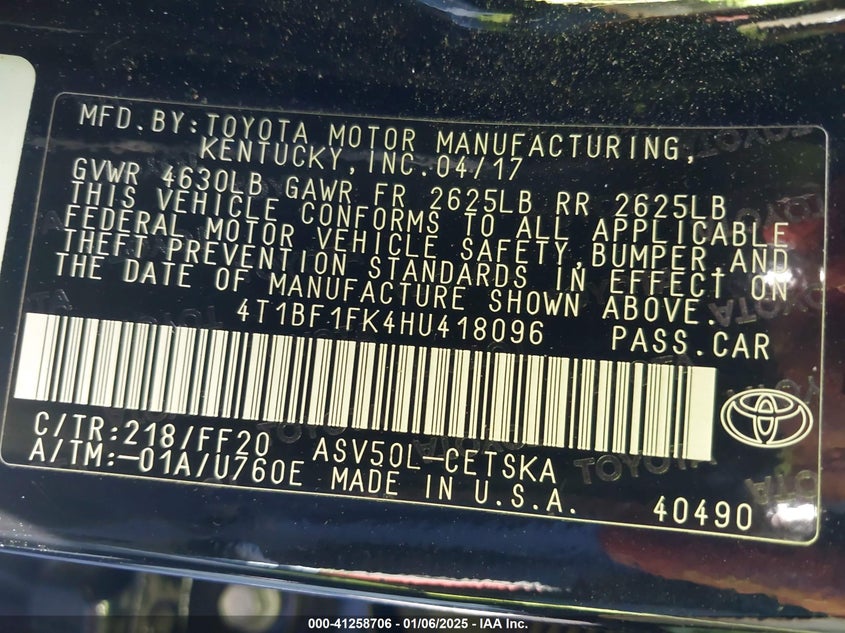 MFD.BY:TOYOTA MOTOR MANUFACTURING,
KENTUCKY,INC.04/17
GVWR 4630LB GAWR FR 2625LB RR 2625LB
THIS VEHICLE CONFORMS TO ALL APPLICABLE
FEDERAL MOTOR VEHICLE SAFETY,BUMPER AND
THEFT PREVENTION STANDARDS IN EFFECT ON
THE DATE OF MANUFACTURE SHOWN ABOVE.
4T1BF1FK4HU418096 PASS.CAR
C/TR:218/FF20 ASV50L-CETSKA
A/TM:-01A/U760E MADE IN U.S.A.
40490
000-41258706 - 01/06/2025 - IAA Inc.